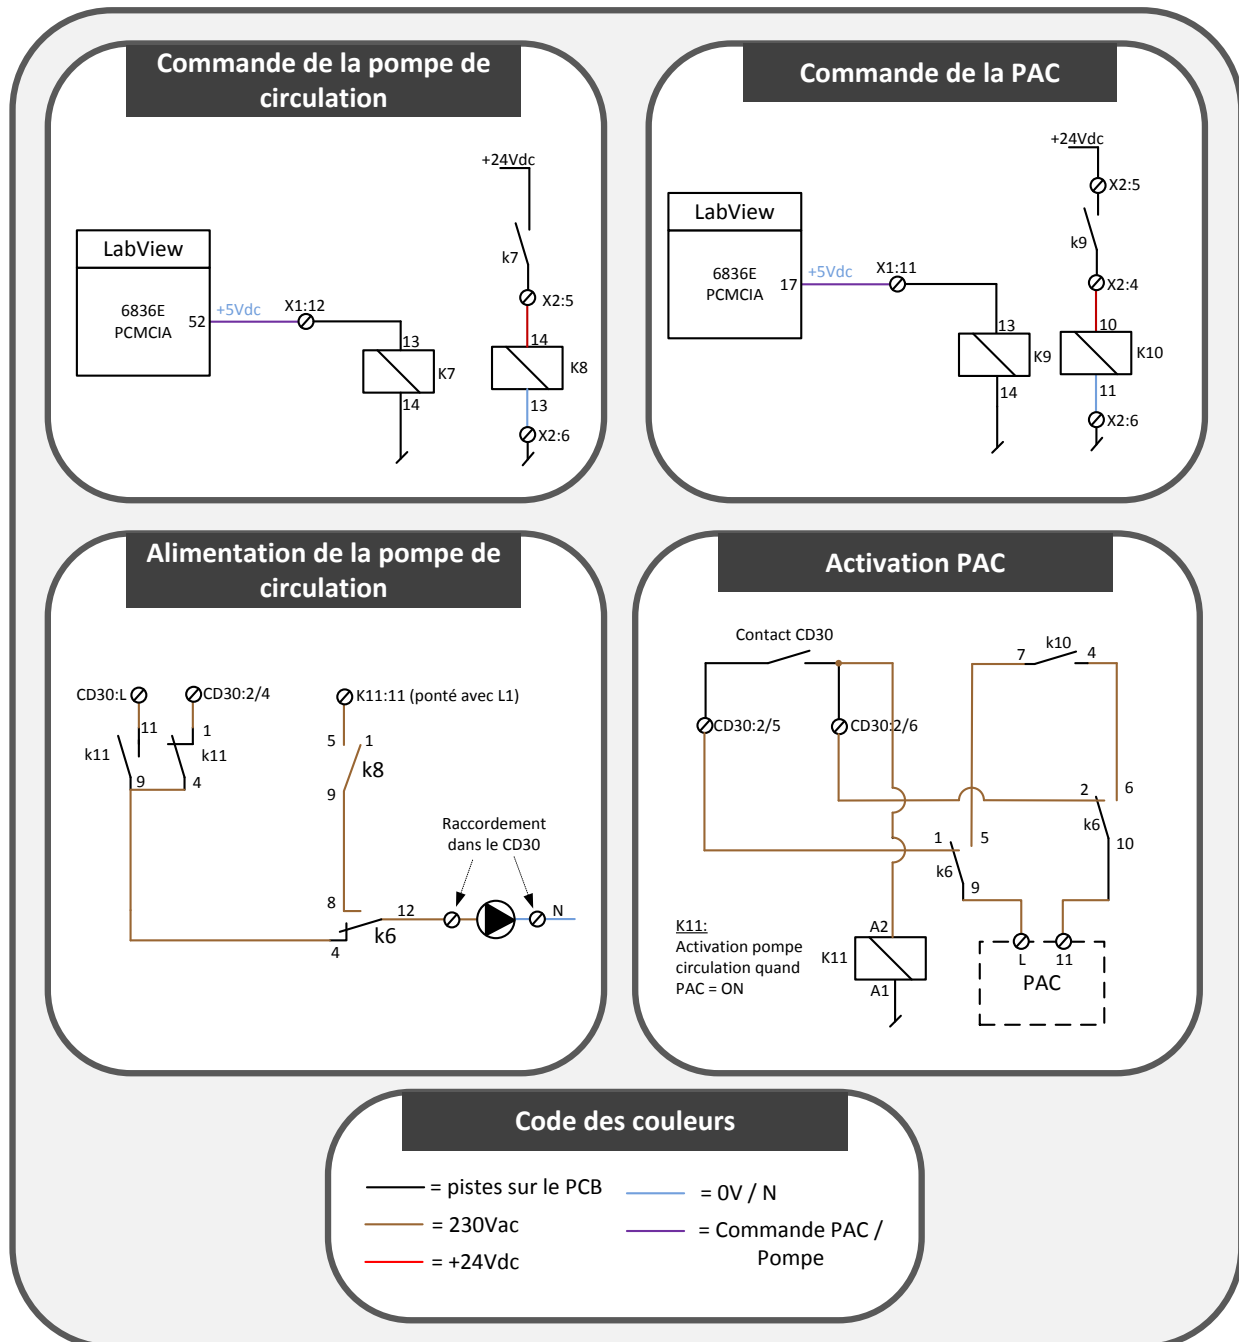 Commande de la pompe de
circulation
+24Vdc
LabView
k7
6836E
PCMCIA
52
+5Vdc
X1:12
X2:5
13
14
K7
K8
14
13
X2:6
Commande de la PAC
+24Vdc
X2:5
LabView
k9
6836E
PCMCIA
17
+5Vdc
X1:11
X2:4
13
10
K9
K10
14
11
X2:6
Alimentation de la pompe de
circulation
CD30:L
CD30:2/4
K11:11 (ponté avec L1)
11
1
5
1
k11
k11
k8
9
4
9
Raccordement
dans le CD30
8
12
N
k6
4
Activation PAC
Contact CD30
k10
7
4
CD30:2/5
CD30:2/6
2
6
k6
1
5
10
k6
9
K11:
Activation pompe
circulation quand
PAC = ON
A2
K11
A1
L
11
PAC
Code des couleurs
= pistes sur le PCB
= 0V / N
= 230Vac
= Commande PAC /
Pompe
= +24Vdc